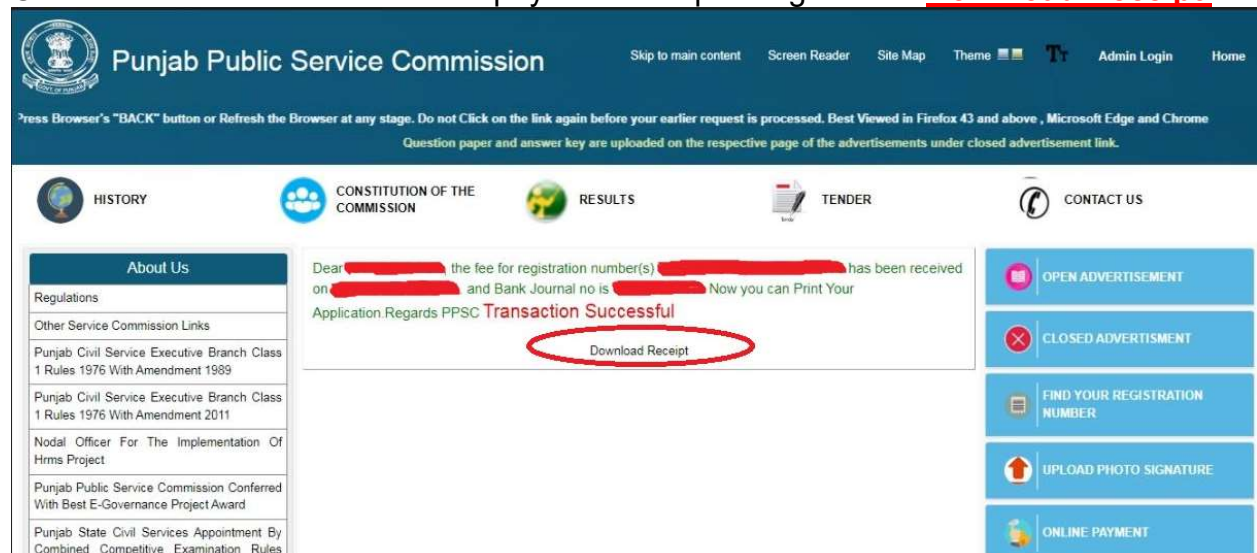 Punjab Public Service Commission
Skip to main content Screen Reader Site Map Theme Tт Admin Login Home
Press Browser's "BACK" button or Refresh the Browser at any stage. Do not Click on the link again before your earlier request is processed. Best Viewed in Firefox 43 and above , Microsoft Edge and Chrome
Question paper and answer key are uploaded on the respective page of the advertisements under closed advertisement link.
HISTORY
CONSTITUTION OF THE
COMMISSION
RESULTS
TENDER
CONTACT US
About Us
Regulations
Other Service Commission Links
Punjab Civil Service Executive Branch Class
1 Rules 1976 With Amendment 1989
Punjab Civil Service Executive Branch Class
1 Rules 1976 With Amendment 2011
Nodal Officer For The Implementation Of
Hrms Project
Punjab Public Service Commission Conferred
With Best E-Governance Project Award
Punjab State Civil Services Appointment By
Combined Competitive Examination Rules
Dear the fee for registration number(s) has been received
on and Bank Journal no is Now you can Print Your
Application.Regards PPSC Transaction Successful
Download Receipt
OPEN ADVERTISEMENT
CLOSED ADVERTISMENT
FIND YOUR REGISTRATION
NUMBER
UPLOAD PHOTO SIGNATURE
ONLINE PAYMENT